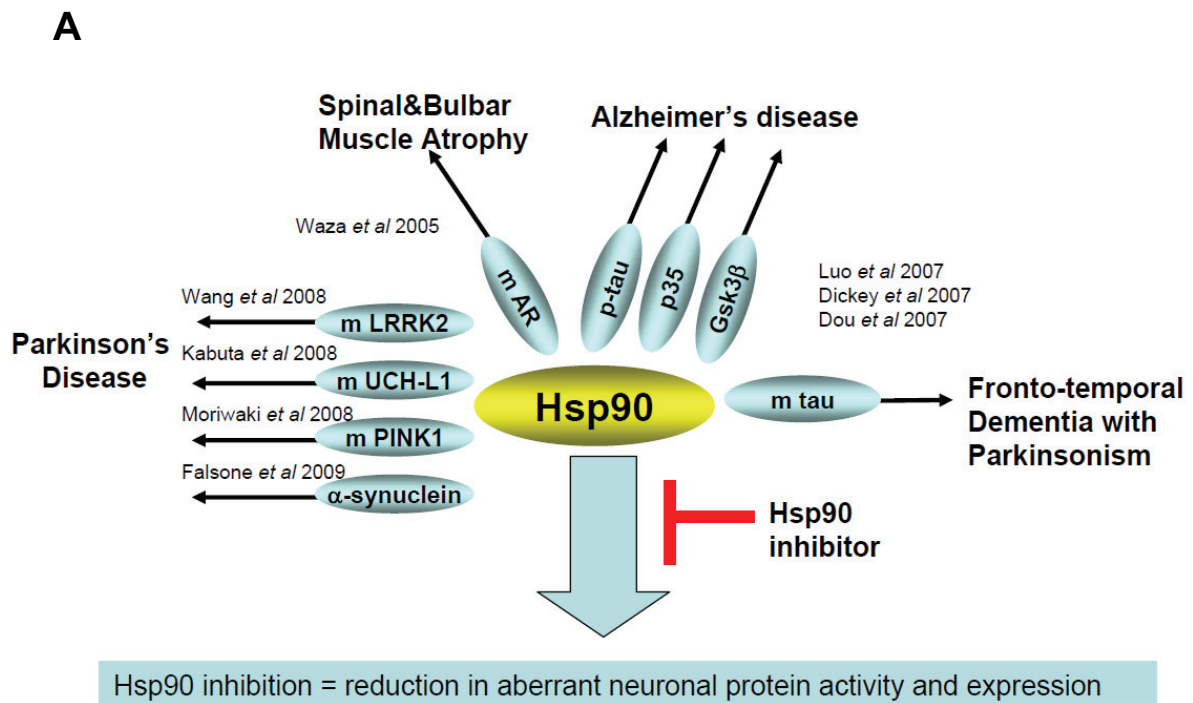 A
Spinal&Bulbar
Muscle Atrophy
Alzheimer's disease
Waza et al 2005
m AR
p-tau
p35
Gsk3β
Luo et al 2007
Dickey et al 2007
Dou et al 2007
Wang et al 2008
m LRRK2
Parkinson's
Disease
Kabuta et al 2008
m UCH-L1
Moriwaki et al 2008
m PINK1
Falsone et al 2009
α-synuclein
Hsp90
m tau
Fronto-temporal
Dementia with
Parkinsonism
Hsp90
inhibitor
Hsp90 inhibition = reduction in aberrant neuronal protein activity and expression